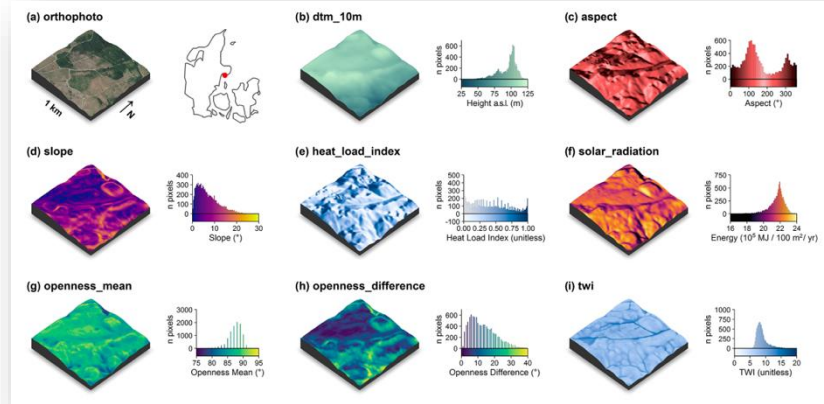 (a) orthophoto
1 km
N
(b) dtm_10m
n pixels
600
400
200
0
25 50 75 100 125
Height a.s.l. (m)
(c) aspect
n pixels
600
400
200
0
0 100 200 300
Aspect (°)
(d) slope
n pixels
400
300
200
100
0
0 10 20 30
Slope (°)
(e) heat_load_index
n pixels
500
400
300
200
100
0
-100
0.00 0.25 0.50 0.75 1.00
Heat Load Index (unitless)
(f) solar_radiation
n pixels
750
500
250
0
16 18 20 22 24
Energy (10⁵ MJ / 100 m²/ yr)
(g) openness_mean
n pixels
3000
2000
1000
0
75 80 85 90 95
Openness Mean (°)
(h) openness_difference
n pixels
600
400
200
0
0 10 20 30 40
Openness Difference (°)
(i) twi
n pixels
1000
750
500
250
0
0 5 10 15 20
TWI (unitless)